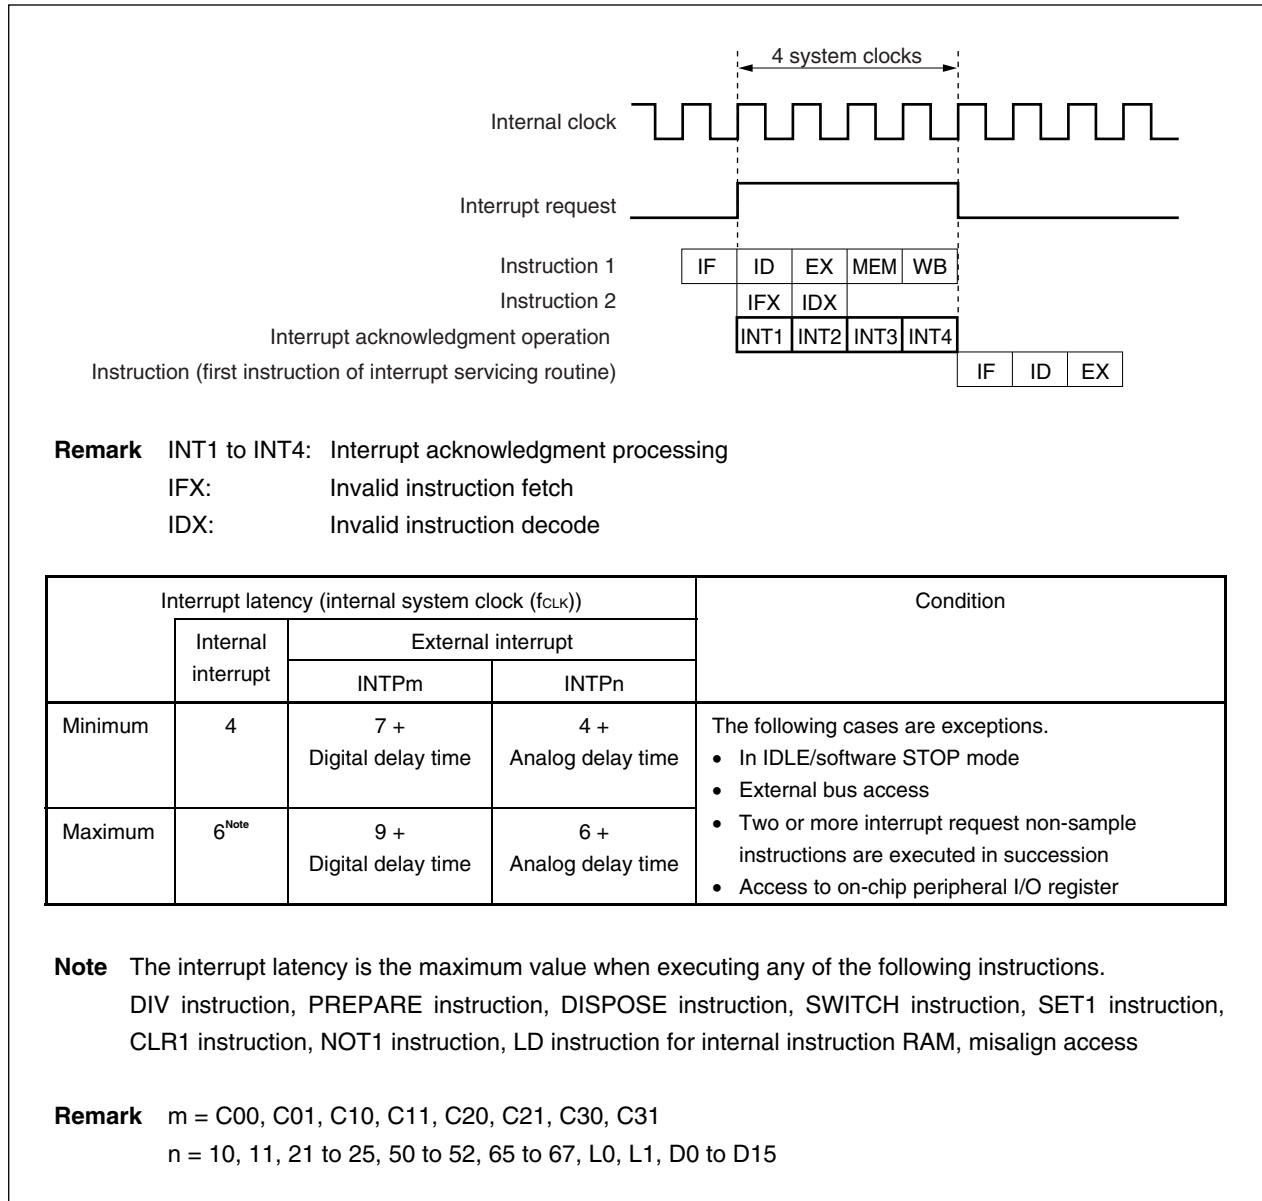 4 system clocks
Internal clock
Interrupt request
Instruction 1 IF ID EX MEM WB
Instruction 2 IFX IDX
Interrupt acknowledgment operation INT1 INT2 INT3 INT4
Instruction (first instruction of interrupt servicing routine) IF ID EX
Remark INT1 to INT4: Interrupt acknowledgment processing
IFX: Invalid instruction fetch
IDX: Invalid instruction decode
Interrupt latency (internal system clock (fCLK)) Condition
Internal interrupt External interrupt
INTPm INTPn
Minimum 4 7 + Digital delay time 4 + Analog delay time
Maximum 6Note 9 + Digital delay time 6 + Analog delay time
The following cases are exceptions.
• In IDLE/software STOP mode
• External bus access
• Two or more interrupt request non-sample
instructions are executed in succession
• Access to on-chip peripheral I/O register
Note The interrupt latency is the maximum value when executing any of the following instructions.
DIV instruction, PREPARE instruction, DISPOSE instruction, SWITCH instruction, SET1 instruction,
CLR1 instruction, NOT1 instruction, LD instruction for internal instruction RAM, misalign access
Remark m = C00, C01, C10, C11, C20, C21, C30, C31
n = 10, 11, 21 to 25, 50 to 52, 65 to 67, L0, L1, D0 to D15